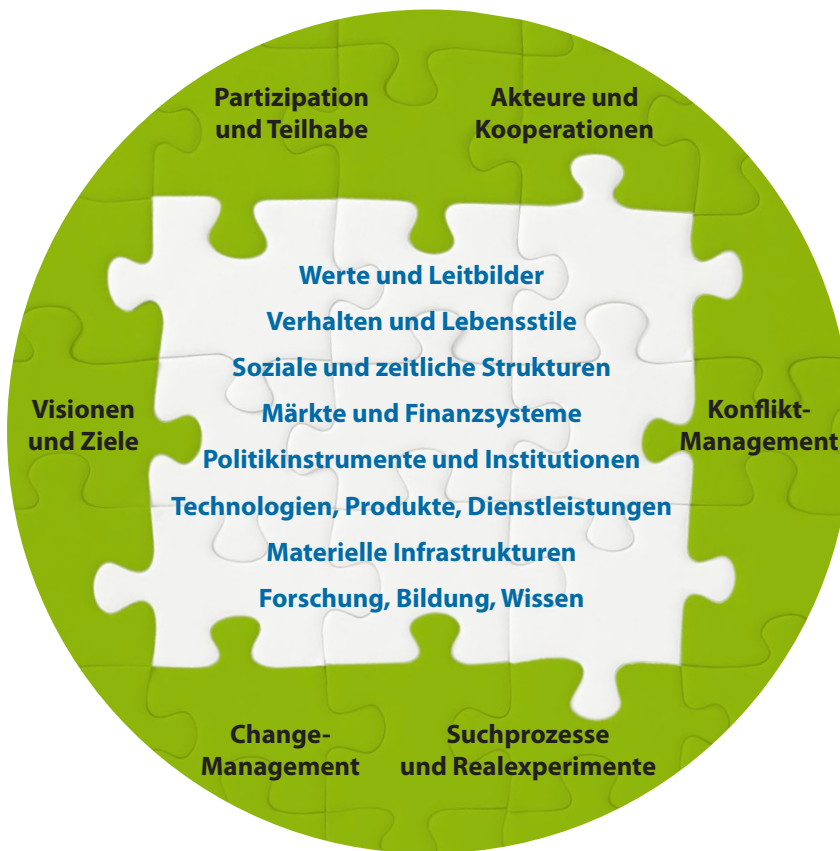 Partizipation
und Teilhabe
Akteure und
Kooperationen
Werte und Leitbilder
Verhalten und Lebensstile
Soziale und zeitliche Strukturen
Märkte und Finanzsysteme
Politikinstrumente und Institutionen
Technologien, Produkte, Dienstleistungen
Materielle Infrastrukturen
Forschung, Bildung, Wissen
Visionen
und Ziele
Konflikt-
Management
Change-
Management
Suchprozesse
und Realexperimente